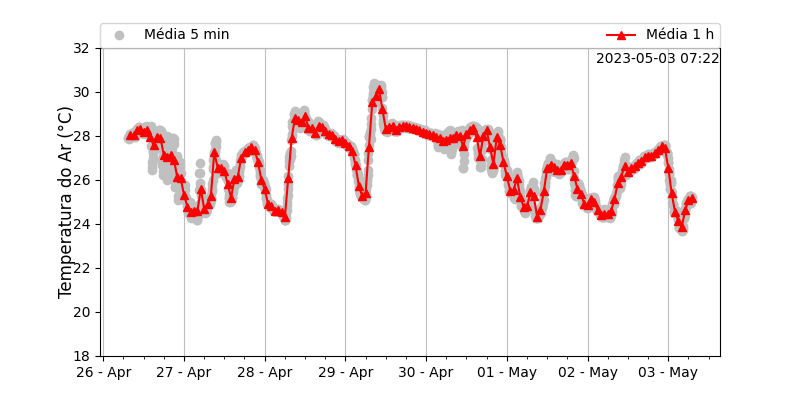 Média 5 min
Média 1 h
2023-05-03 07:22
Temperatura do Ar (°C)
32
30
28
26
24
22
20
18
26 - Apr
27 - Apr
28 - Apr
29 - Apr
30 - Apr
01 - May
02 - May
03 - May